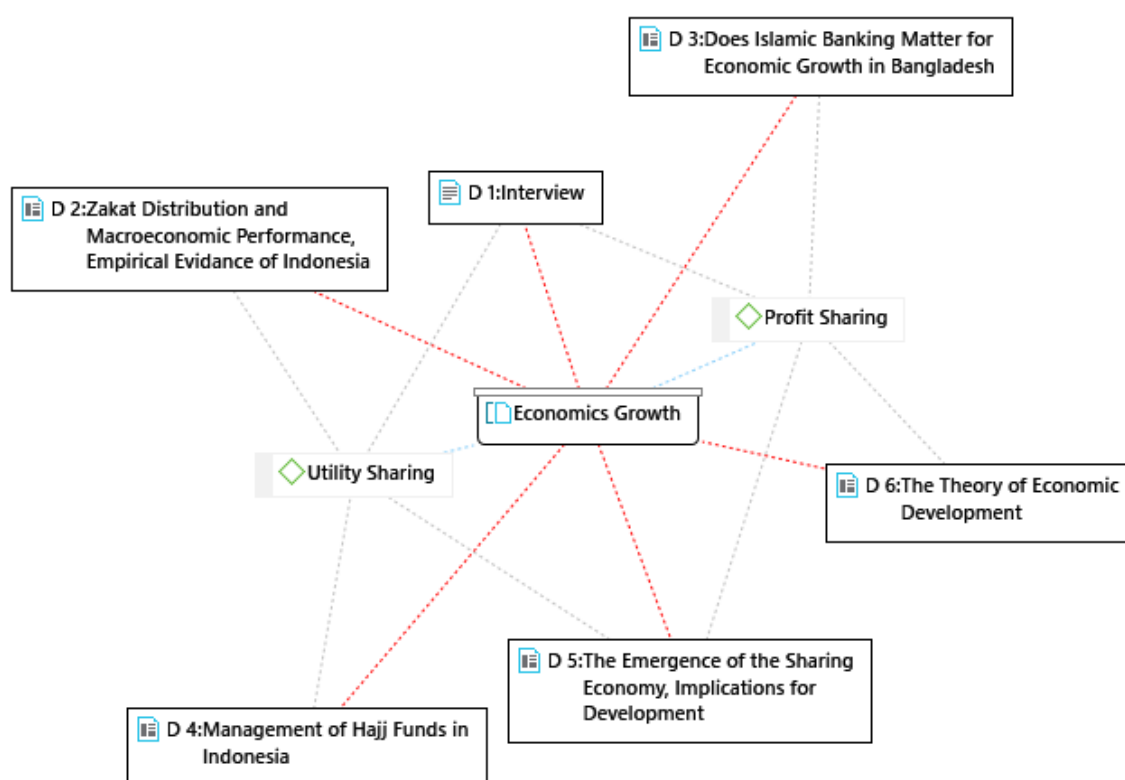 D 3:Does Islamic Banking Matter for
Economic Growth in Bangladesh
D 1:Interview
D 2:Zakat Distribution and
Macroeconomic Performance,
Empirical Evidance of Indonesia
Profit Sharing
Economics Growth
Utility Sharing
D 6:The Theory of Economic
Development
D 5:The Emergence of the Sharing
Economy, Implications for
Development
D 4:Management of Hajj Funds in
Indonesia